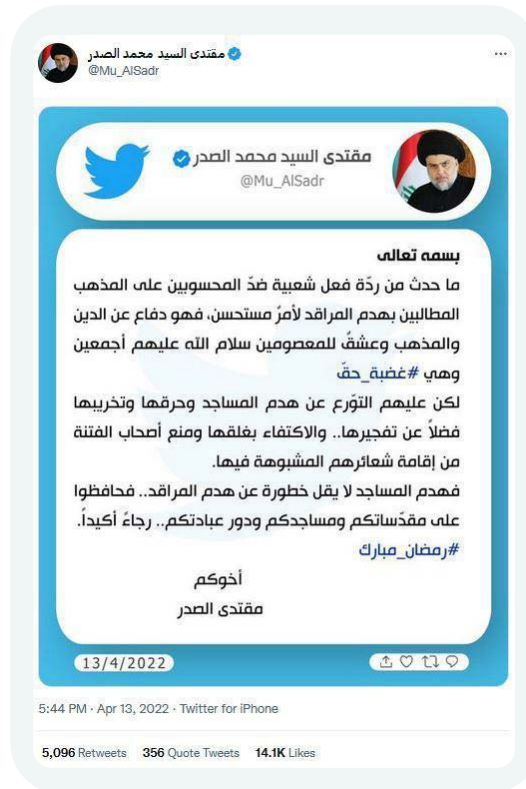 مقتدى السيد محمد الصدر
@Mu_AlSadr
مقتدى السيد محمد الصدر
@Mu_AlSadr
بسمه تعالى
ما حدث من ردّة فعل شعبية ضدّ المحسوبين على المذهب
المطالبين بهدم المراقد لأمرٌ مستحسن، فهو دفاع عن الدين
والمذهب وعشقٌ للمعصومين سلام الله عليهم أجمعين
وهي #غضبة_حقّ
لكن عليهم التوّرع عن هدم المساجد وحرقها وتخريبها
فضلاً عن تفجيرها.. والاكتفاء بغلقها ومنع أصحاب الفتنة
من إقامة شعائرهم المشبوهة فيها.
فهدم المساجد لا يقل خطورة عن هدم المراقد.. فحافظوا
على مقدّساتكم ومساجدكم ودور عبادتكم.. رجاءً أكيداً.
#رمضان_مبارك
أخوكم
مقتدى الصدر
13/4/2022
5:44 PM · Apr 13, 2022 · Twitter for iPhone
5,096 Retweets 356 Quote Tweets 14.1K Likes